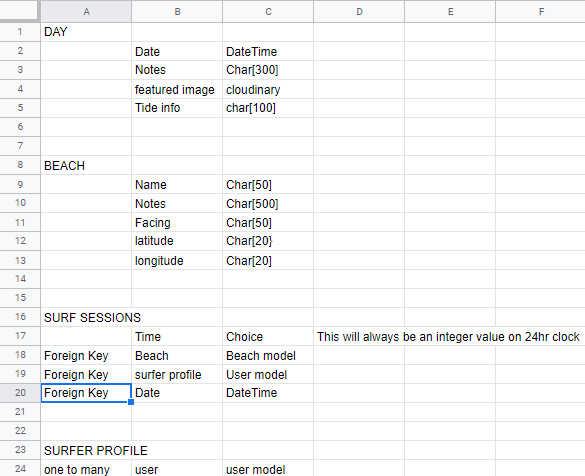 A B C D E F
1 DAY
2 Date DateTime
3 Notes Char[300]
4 featured image cloudinary
5 Tide info char[100]
6
7
8 BEACH
9 Name Char[50]
10 Notes Char[500]
11 Facing Char[50]
12 latitude Char[20}
13 longitude Char[20]
14
15
16 SURF SESSIONS
17 Time Choice This will always be an integer value on 24hr clock
18 Foreign Key Beach Beach model
19 Foreign Key surfer profile User model
20 Foreign Key Date DateTime
21
22
23 SURFER PROFILE
24 one to many user user model